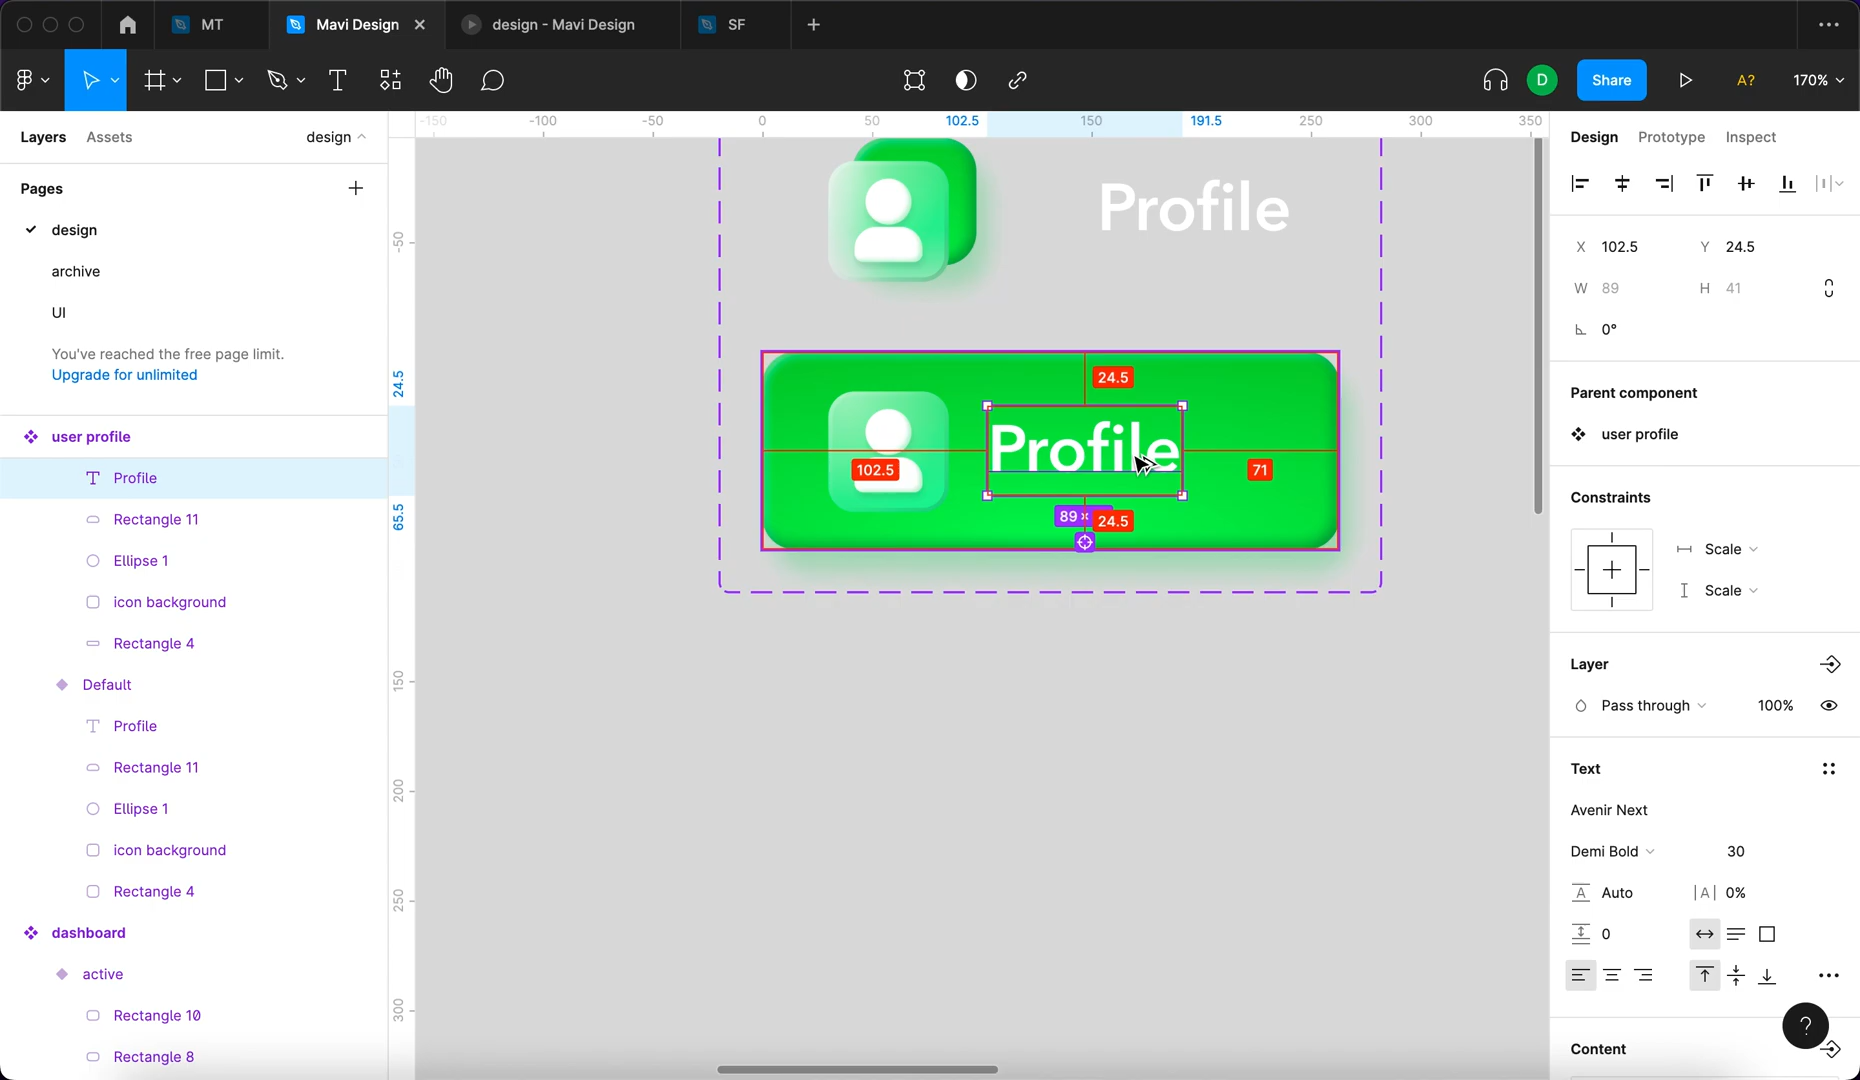 MT
Mavi Design
design - Mavi Design
SF
D
Share
A?
170%
Layers
Assets
design
Pages
design
archive
UI
You've reached the free page limit.
Upgrade for unlimited
user profile
Profile
Rectangle 11
Ellipse 1
icon background
Rectangle 4
Default
Profile
Rectangle 11
Ellipse 1
icon background
Rectangle 4
dashboard
active
Rectangle 10
Rectangle 8
-150
-100
-50
0
50
102.5
150
191.5
250
300
350
-50
24.5
65.5
150
200
250
300
Profile
24.5
Profile
102.5
71
89 ×
24.5
Design
Prototype
Inspect
X 102.5
Y 24.5
W 89
H 41
0°
Parent component
user profile
Constraints
Scale
Scale
Layer
Pass through
100%
Text
Avenir Next
Demi Bold
30
A Auto
|A| 0%
0
?
Content